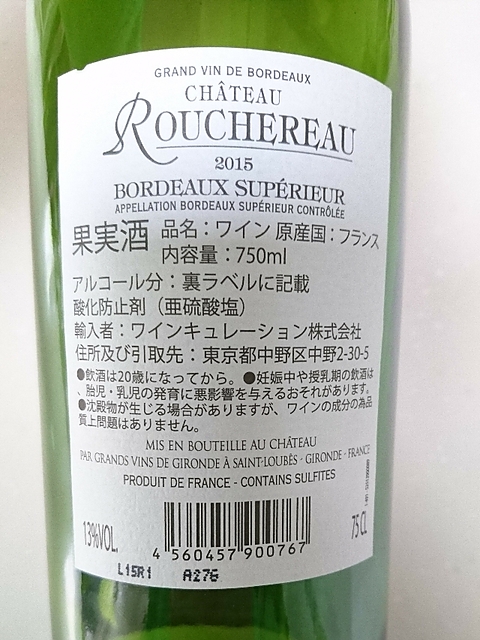 GRAND VIN DE BORDEAUX
CHÂTEAU
ROUCHEREAU
2015
BORDEAUX SUPÉRIEUR
APPELLATION BORDEAUX SUPÉRIEUR CONTRÔLÉE
果実酒 品名：ワイン 原産国：フランス
内容量：750ml
アルコール分：裏ラベルに記載
酸化防止剤（亜硫酸塩）
輸入者：ワインキュレーション株式会社
住所及び引取先：東京都中野区中野2-30-5
●飲酒は20歳になってから。●妊娠中や授乳期の飲酒は
、胎児・乳児の発育に悪影響を与えるおそれがあります。
●沈殿物が生じる場合がありますが、ワインの成分の為品
質上問題はありません。
MIS EN BOUTEILLE AU CHÂTEAU
PAR GRANDS VINS DE GIRONDE À SAINT-LOUBÈS - GIRONDE - FRANCE
PRODUCE OF FRANCE - CONTAINS SULFITES
13%VOL.
75 CL
4 560457 900767
L15R1 A276